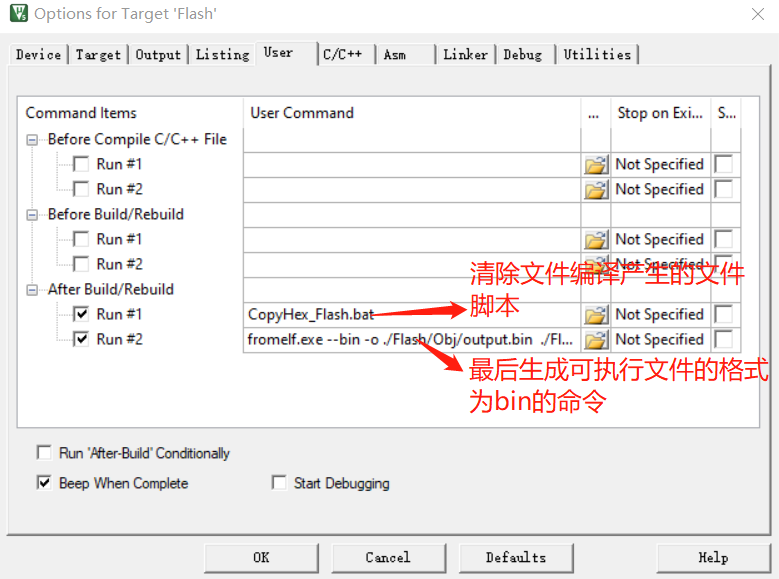 Options for Target 'Flash'
Device Target Output Listing User C/C++ Asm Linker Debug Utilities
Command Items User Command ... Stop on Exi... S...
Before Compile C/C++ File
Run #1 Not Specified
Run #2 Not Specified
Before Build/Rebuild
Run #1 Not Specified
Run #2 Not Specified
清除文件编译产生的文件
脚本
After Build/Rebuild
Run #1 CopyHex_Flash.bat Not Specified
Run #2 fromelf.exe --bin -o ./Flash/Obj/output.bin ./Fl... Not Specified
最后生成可执行文件的格式
为bin的命令
Run 'After-Build' Conditionally
Beep When Complete Start Debugging
OK Cancel Defaults Help